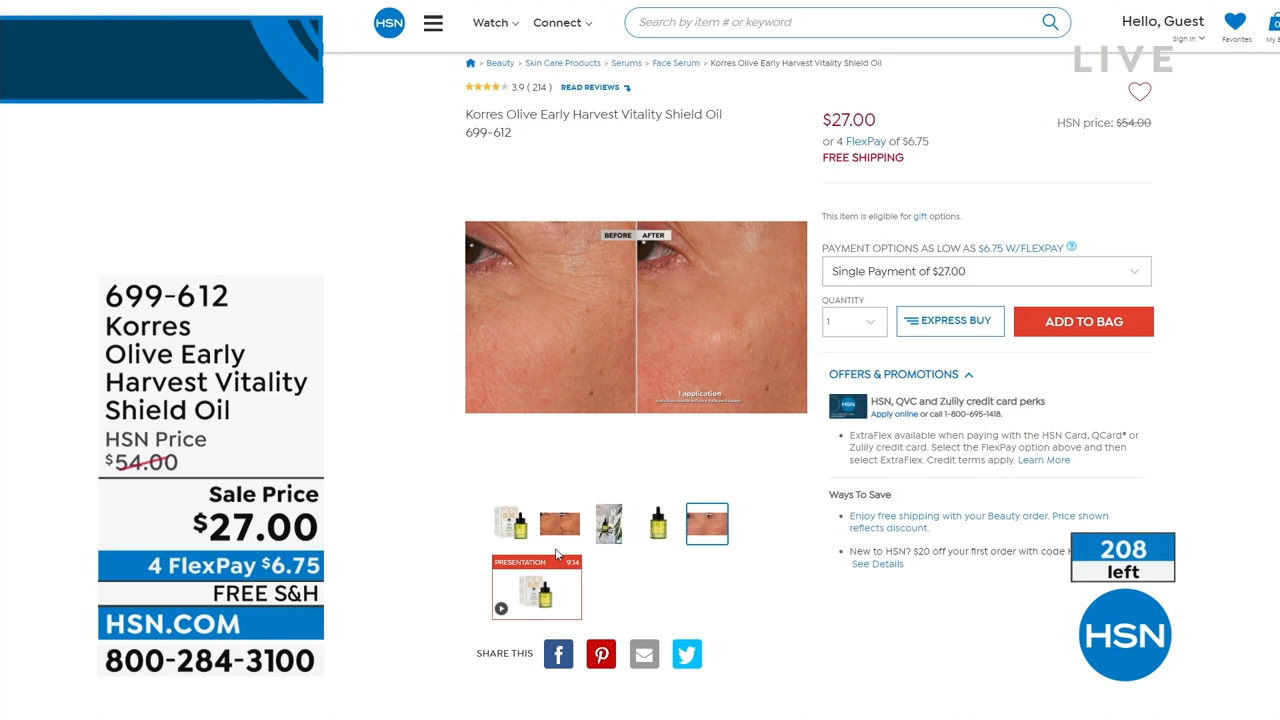 HSN
Watch
Connect
Search by item # or keyword
Hello, Guest
Sign In
Favorites
LIVE
Beauty > Skin Care Products > Serums > Face Serum > Korres Olive Early Harvest Vitality Shield Oil
3.9 ( 214 ) READ REVIEWS
Korres Olive Early Harvest Vitality Shield Oil
699-612
$27.00
HSN price: $54.00
or 4 FlexPay of $6.75
FREE SHIPPING
This item is eligible for gift options.
PAYMENT OPTIONS AS LOW AS $6.75 W/FLEXPAY
Single Payment of $27.00
QUANTITY
1
EXPRESS BUY
ADD TO BAG
BEFORE AFTER
1 application
OFFERS & PROMOTIONS
HSN, QVC and Zulily credit card perks
Apply online or call 1-800-695-1418.
• ExtraFlex available when paying with the HSN Card, QCard® or
Zulily credit card. Select the FlexPay option above and then
select ExtraFlex. Credit terms apply. Learn More
Ways To Save
• Enjoy free shipping with your Beauty order. Price shown
reflects discount.
• New to HSN? $20 off your first order with code
See Details
PRESENTATION 9:14
SHARE THIS
699-612
Korres
Olive Early
Harvest Vitality
Shield Oil
HSN Price
$54.00
Sale Price
$27.00
4 FlexPay $6.75
FREE S&H
HSN.COM
800-284-3100
208
left
HSN